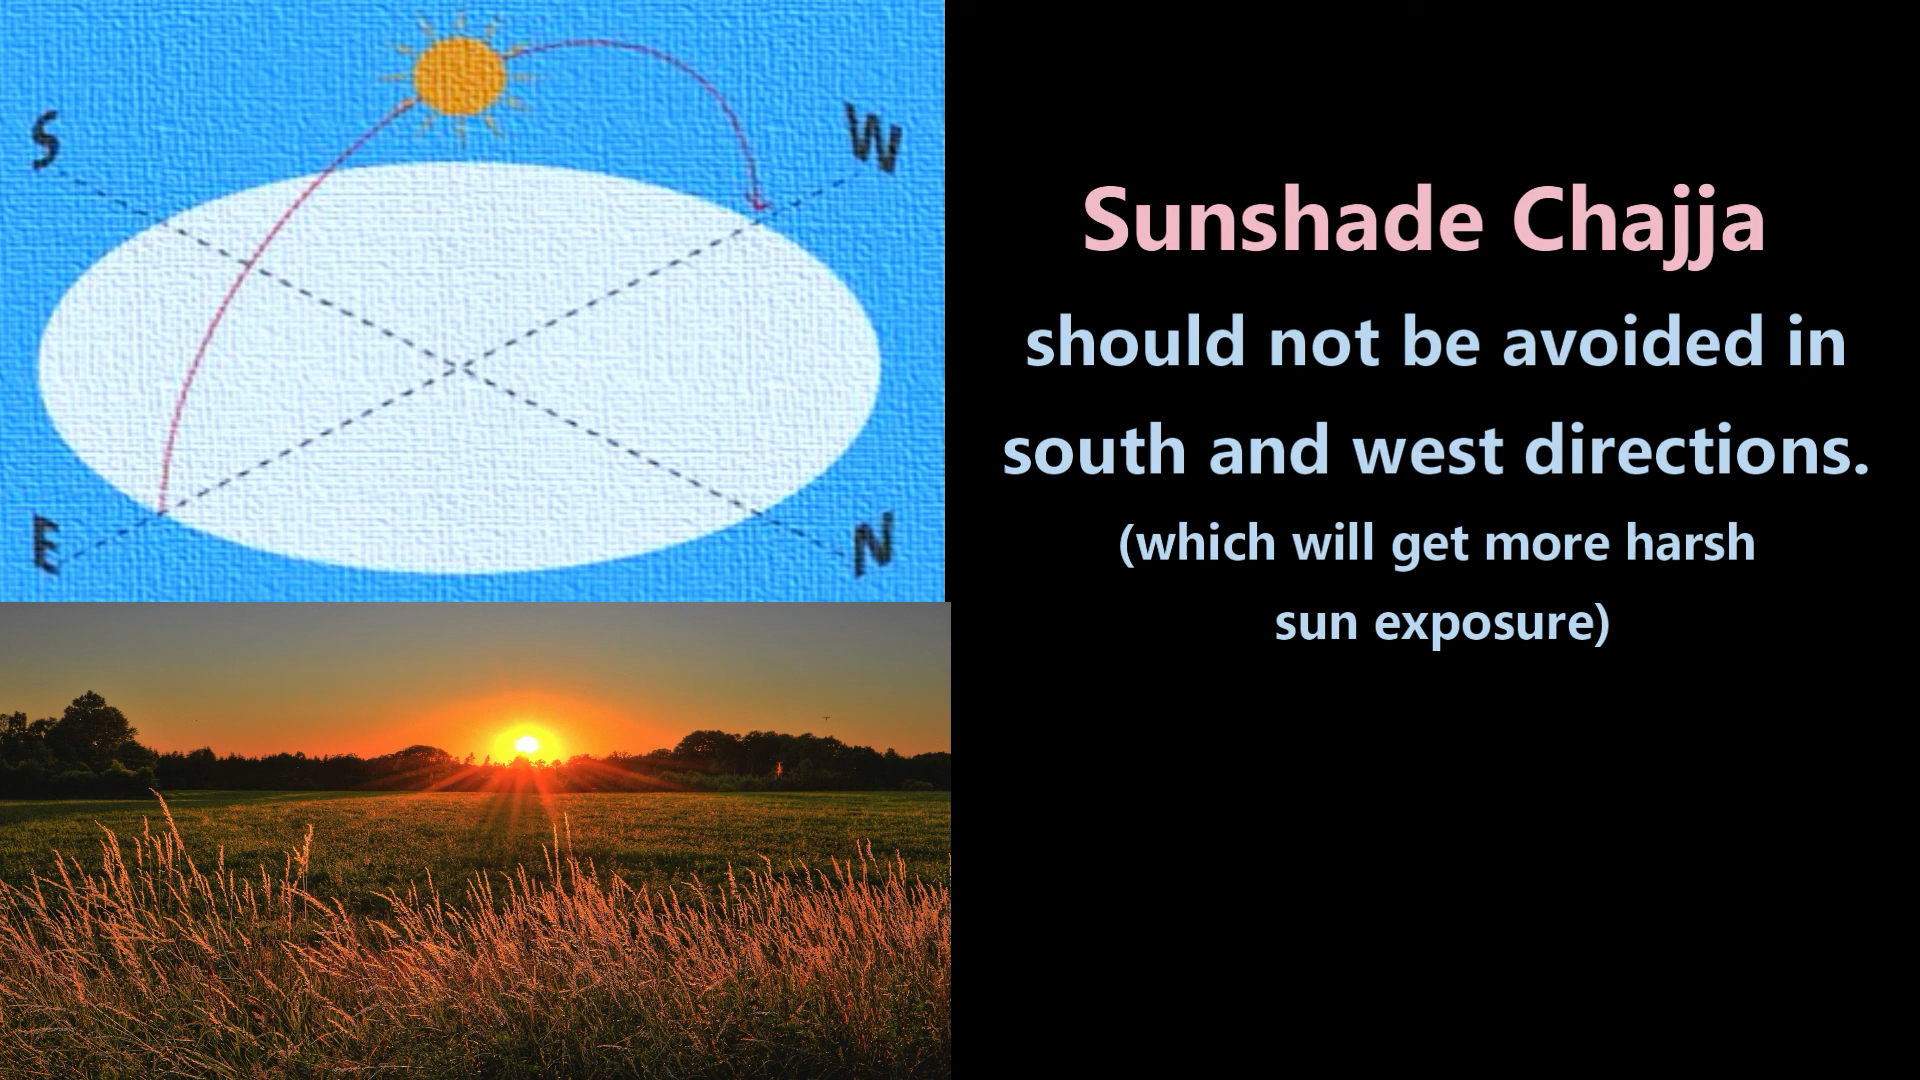 S
W
E
N
Sunshade Chajja
should not be avoided in
south and west directions.
(which will get more harsh
sun exposure)